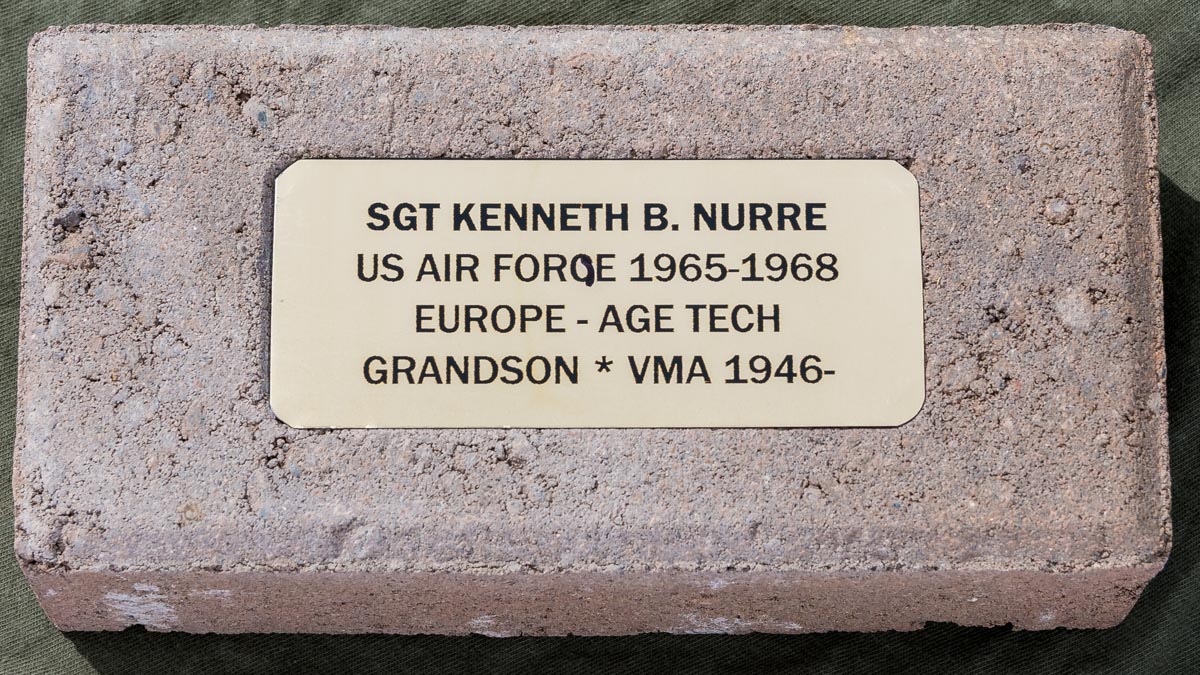 SGT KENNETH B. NURRE
US AIR FORCE 1965-1968
EUROPE - AGE TECH
GRANDSON * VMA 1946-